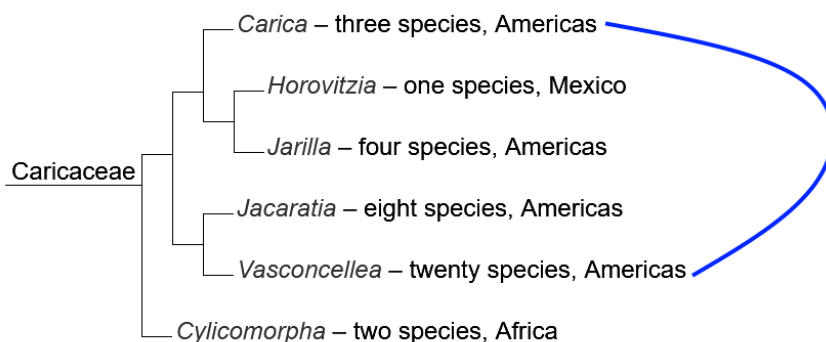 Carica – three species, Americas
Horovitzia – one species, Mexico
Jarilla – four species, Americas
Caricaceae
Jacaratia – eight species, Americas
Vasconcellea – twenty species, Americas
Cylicomorpha – two species, Africa